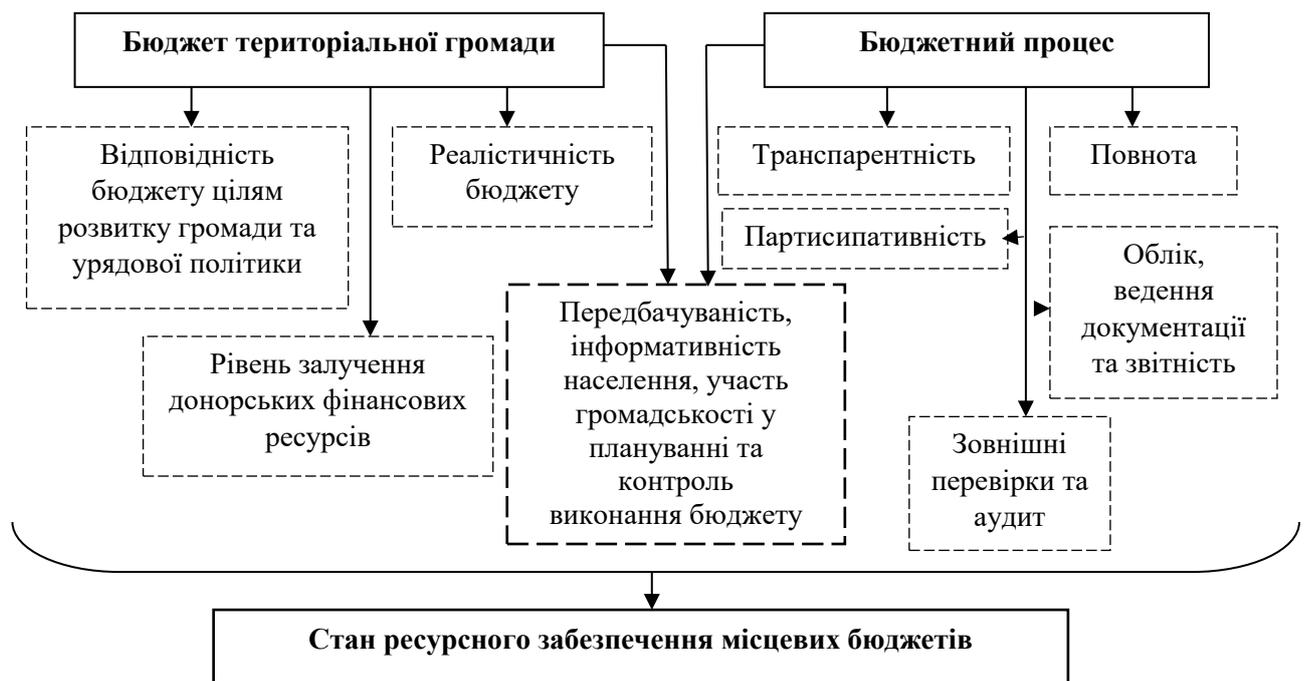 Бюджет територіальної громади
Бюджетний процес
Відповідність
бюджету цілям
розвитку громади та
урядової політики
Реалістичність
бюджету
Транспарентність
Повнота
Партисипативність
Облік,
ведення
документації
та звітність
Передбачуваність,
інформативність
населення, участь
громадськості у
плануванні та
контроль
виконання бюджету
Рівень залучення
донорських фінансових
ресурсів
Зовнішні
перевірки та
аудит
Стан ресурсного забезпечення місцевих бюджетів